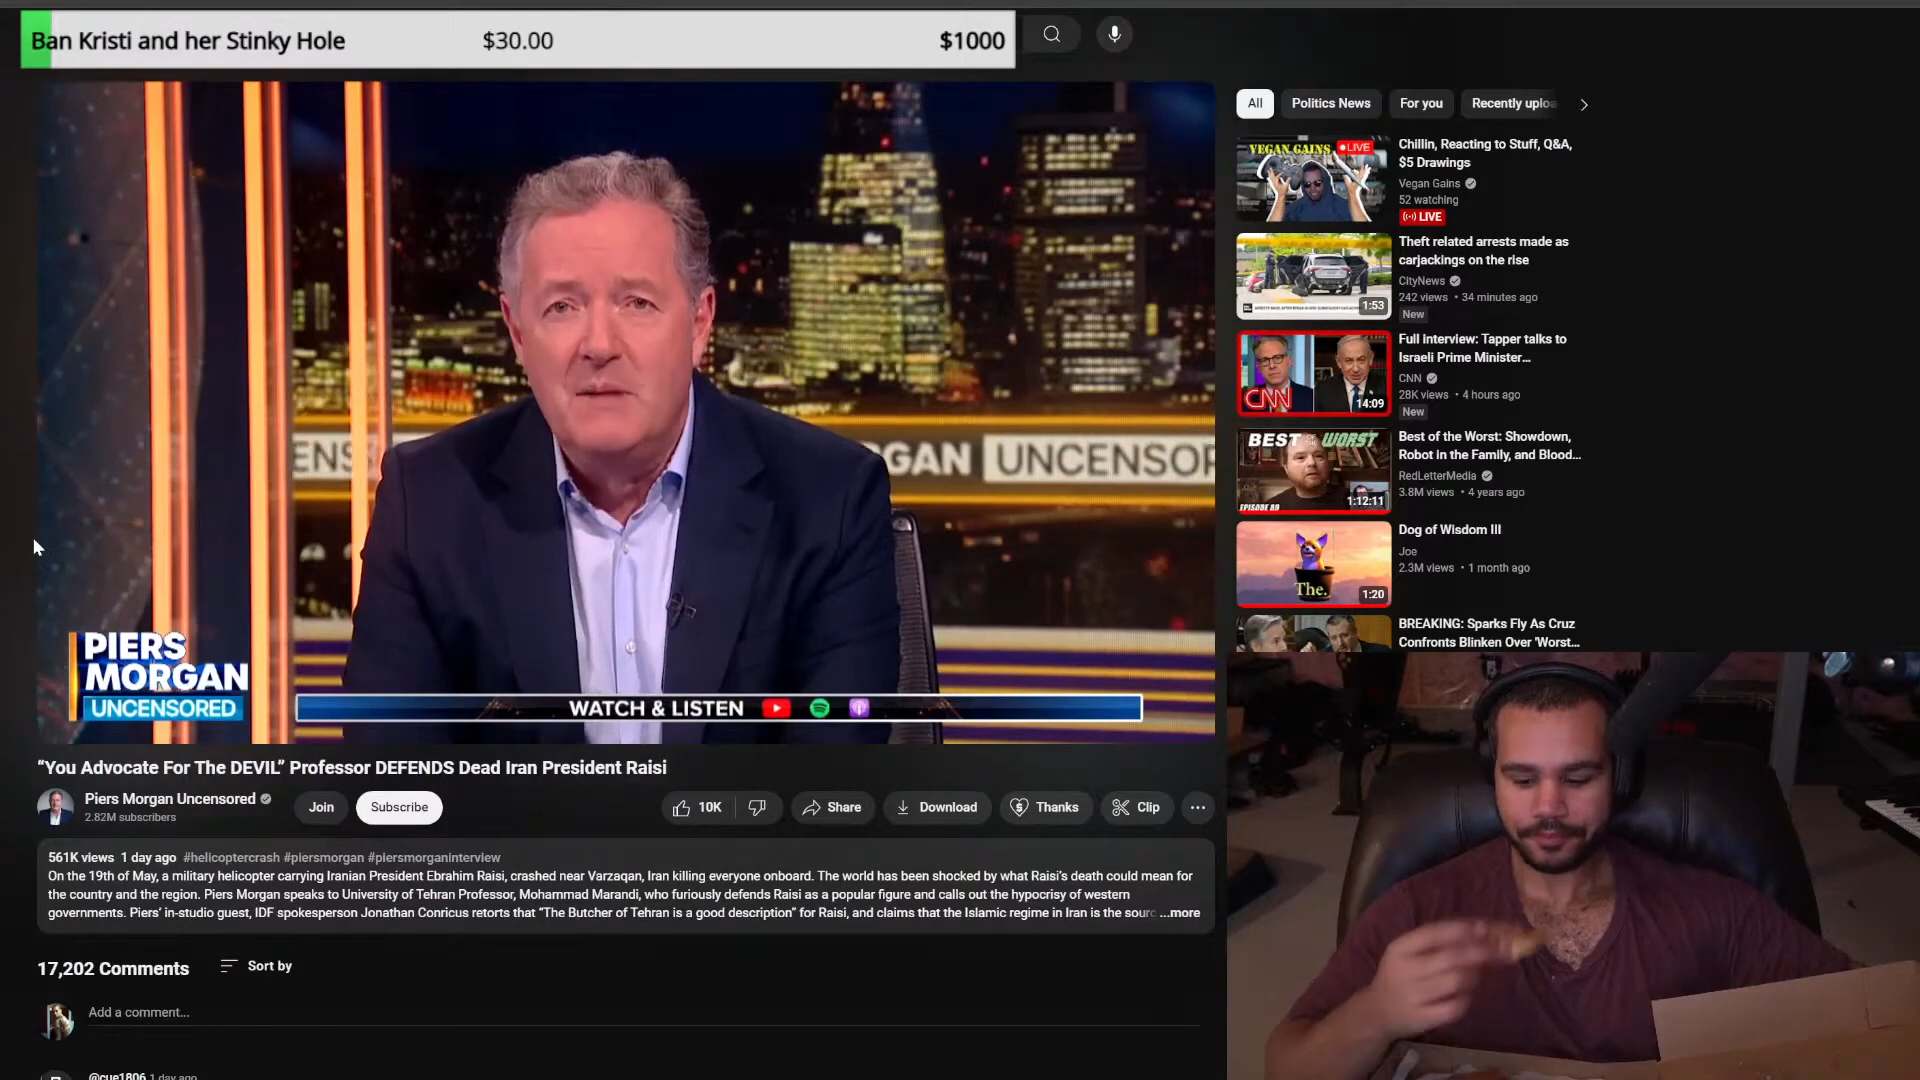 Ban Kristi and her Stinky Hole $30.00 $1000
ENS
GAN UNCENSOR
PIERS
MORGAN
UNCENSORED
WATCH & LISTEN
“You Advocate For The DEVIL” Professor DEFENDS Dead Iran President Raisi
Piers Morgan Uncensored
2.82M subscribers
Join
Subscribe
10K
Share
Download
Thanks
Clip
561K views 1 day ago #helicoptercrash #piersmorgan #piersmorganinterview
On the 19th of May, a military helicopter carrying Iranian President Ebrahim Raisi, crashed near Varzaqan, Iran killing everyone onboard. The world has been shocked by what Raisi's death could mean for
the country and the region. Piers Morgan speaks to University of Tehran Professor, Mohammad Marandi, who furiously defends Raisi as a popular figure and calls out the hypocrisy of western
governments. Piers' in-studio guest, IDF spokesperson Jonathan Conricus retorts that “The Butcher of Tehran is a good description” for Raisi, and claims that the Islamic regime in Iran is the sourc ...more
17,202 Comments
Sort by
Add a comment...
@cue1806 1 day ago
All
Politics News
For you
Recently uploa
VEGAN GAINS LIVE
Chillin, Reacting to Stuff, Q&A,
$5 Drawings
Vegan Gains
52 watching
LIVE
1:53
Theft related arrests made as
carjackings on the rise
CityNews
242 views • 34 minutes ago
New
CNN
14:09
Full interview: Tapper talks to
Israeli Prime Minister...
CNN
28K views • 4 hours ago
New
BEST OF THE WORST
EPISODE 89
1:12:11
Best of the Worst: Showdown,
Robot in the Family, and Blood...
RedLetterMedia
3.8M views • 4 years ago
The.
1:20
Dog of Wisdom III
Joe
2.3M views • 1 month ago
BREAKING: Sparks Fly As Cruz
Confronts Blinken Over 'Worst...